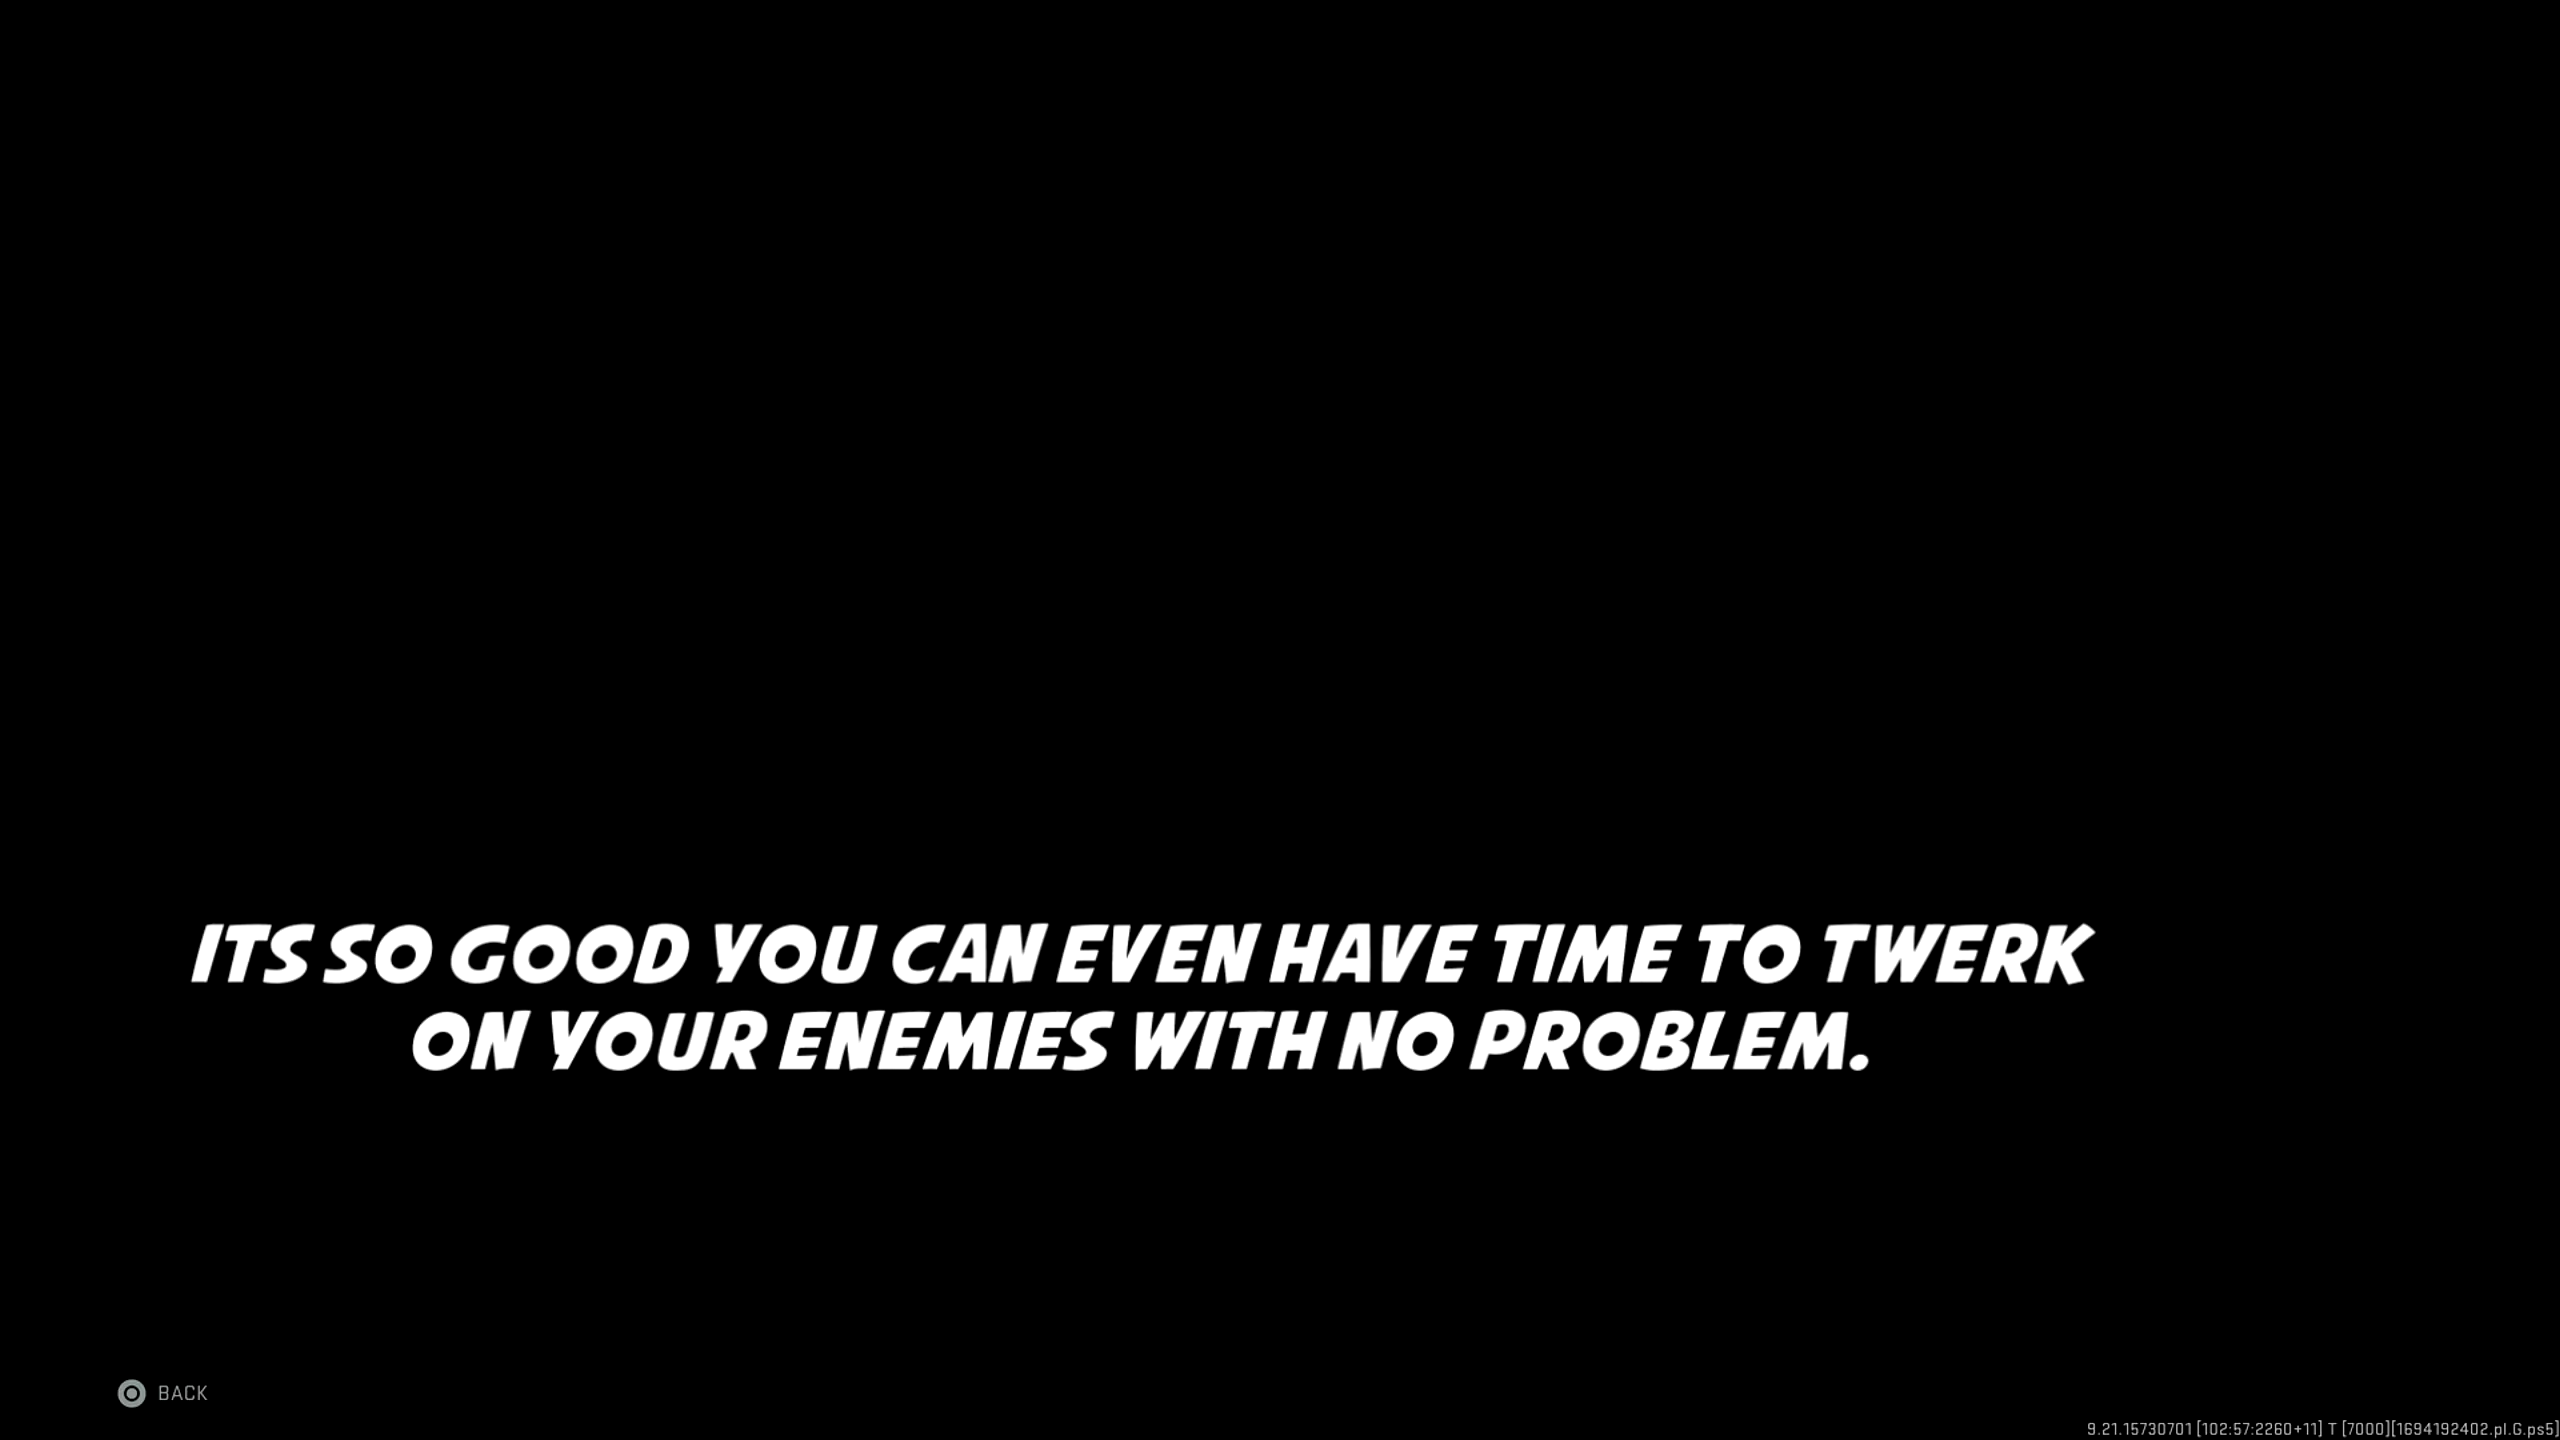 ITS SO GOOD YOU CAN EVEN HAVE TIME TO TWERK
ON YOUR ENEMIES WITH NO PROBLEM.
BACK
9.21.15730701 [102:57:2260+11] T [7000][1694192402.pl.G.ps5]